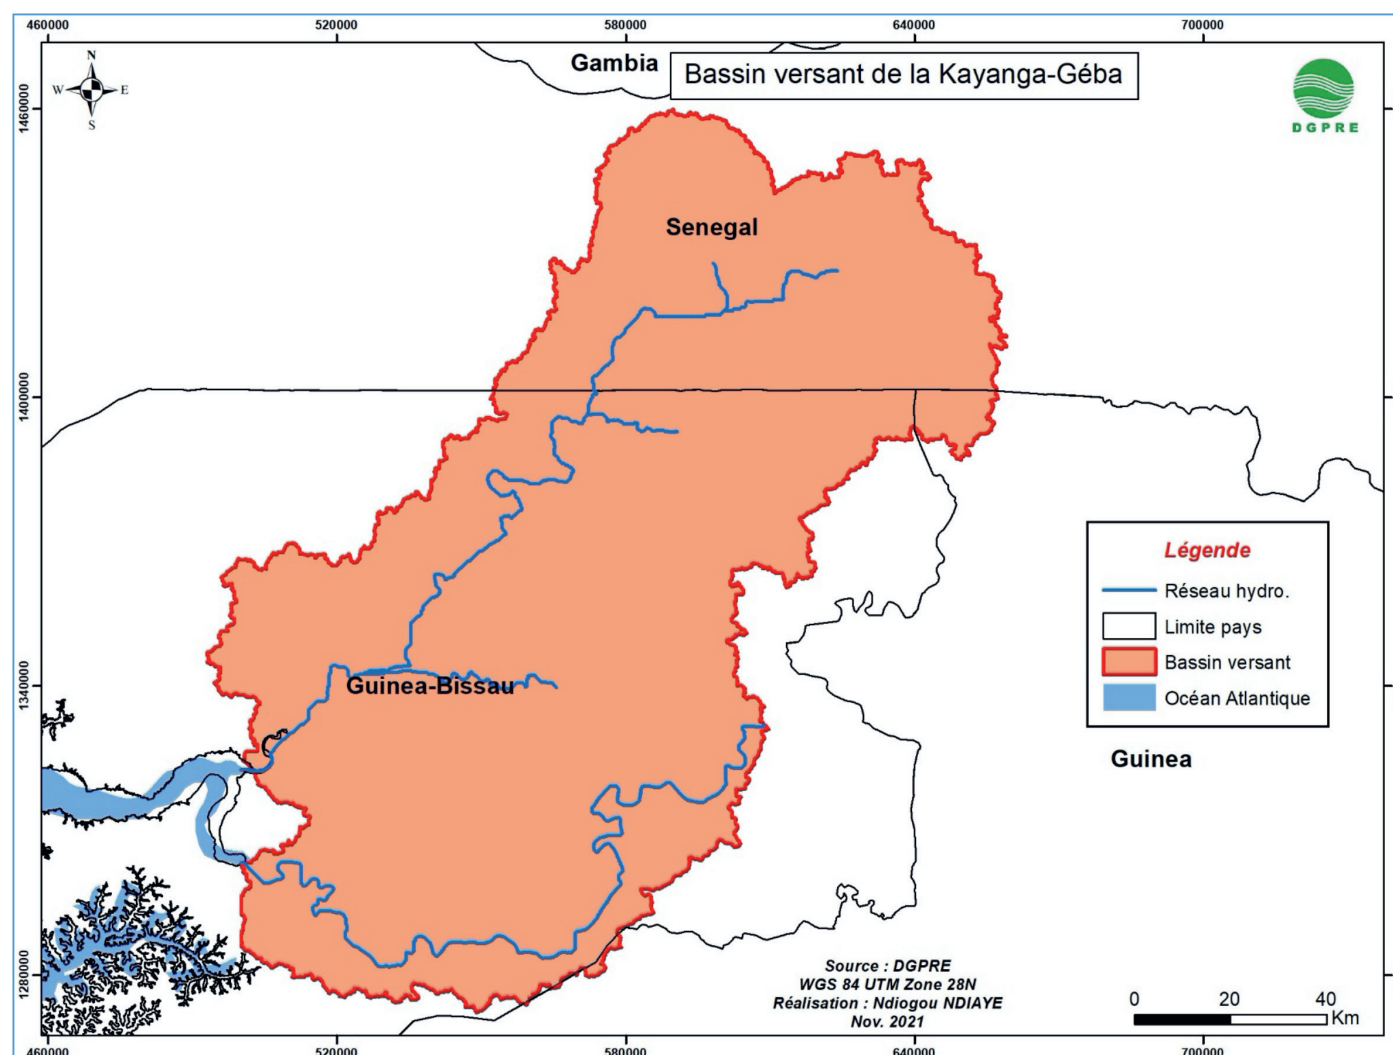 460000
520000
580000
640000
700000
N
W
E
S
Gambia
Bassin versant de la Kayanga-Géba
DGPRE
1460000
Senegal
1400000
Légende
Réseau hydro.
Limite pays
Bassin versant
Océan Atlantique
1340000
Guinea-Bissau
Guinea
1280000
Source : DGPRE
WGS 84 UTM Zone 28N
Réalisation : Ndiogou NDIAYE
Nov. 2021
0 20 40
Km
460000
520000
580000
640000
700000